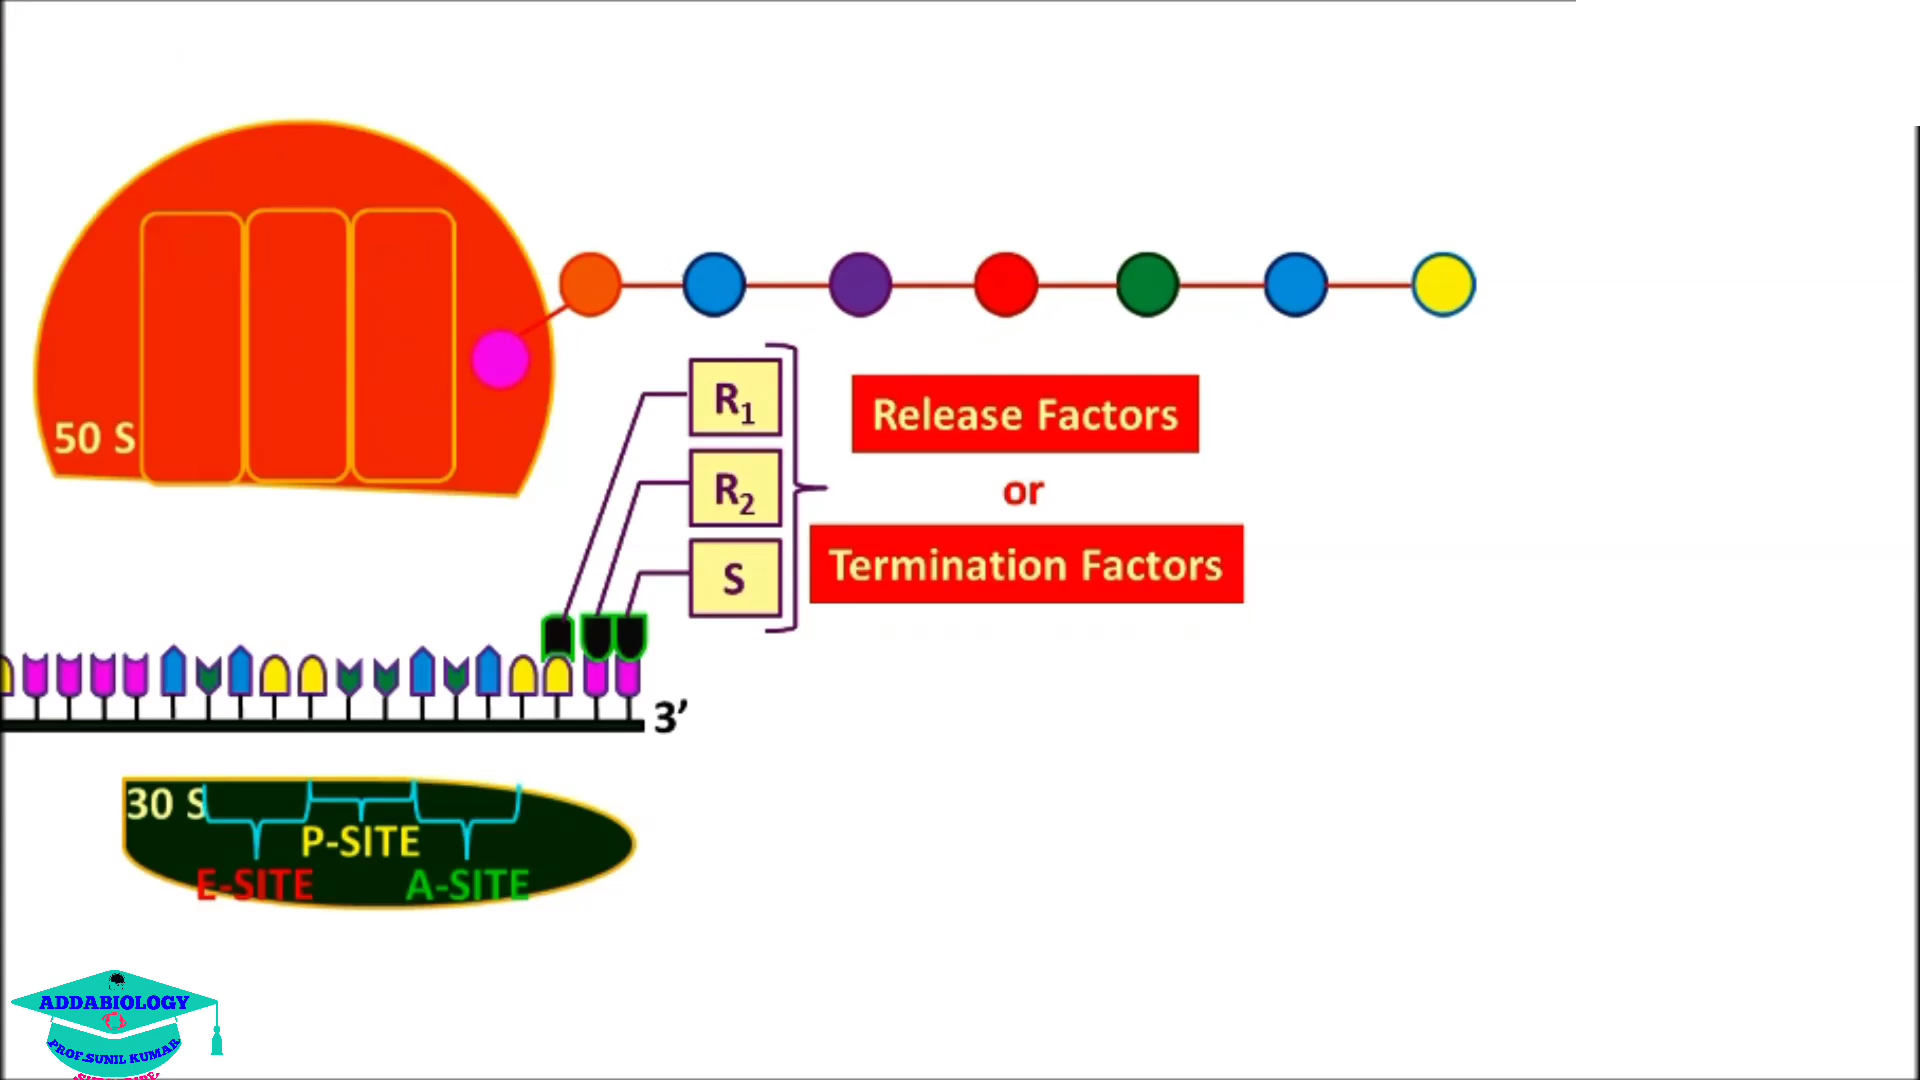 50 S
R₁
R₂
S
Release Factors
or
Termination Factors
3’
30 S
P-SITE
E-SITE
A-SITE
ADDABIOLOGY
PROF.SUNIL KUMAR